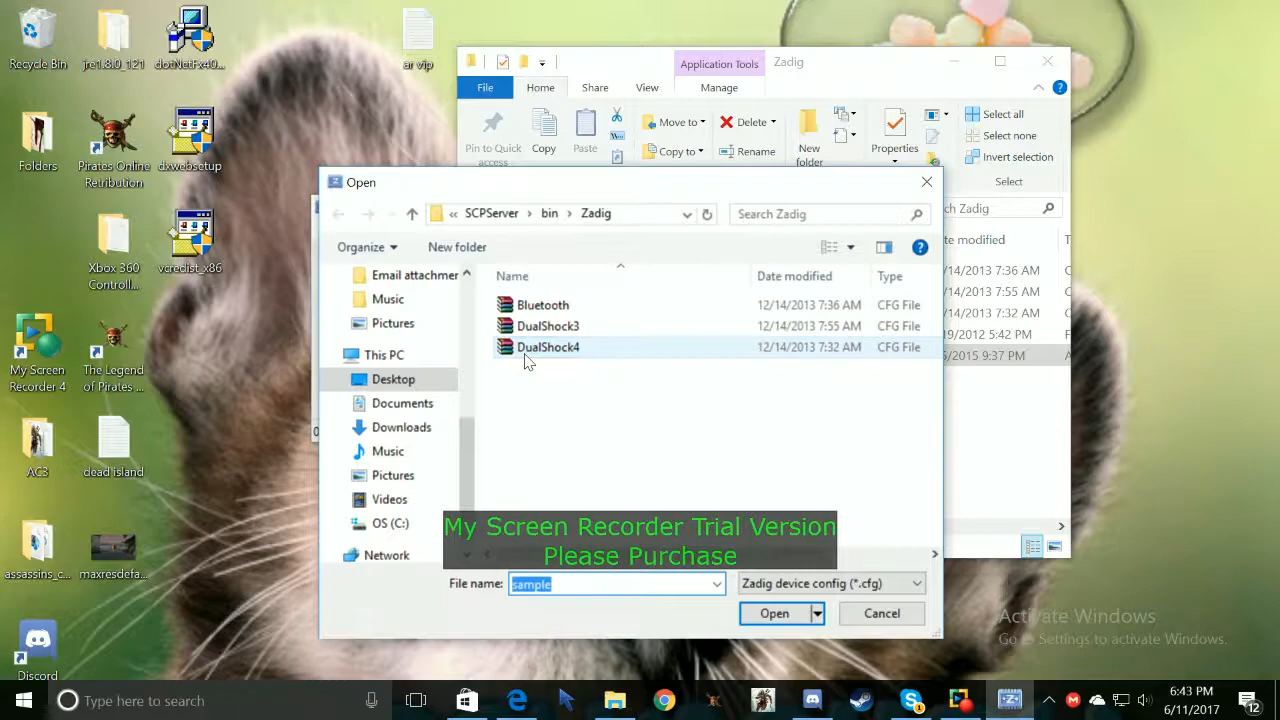 Recycle Bin
jre1.8.0_121
dotNetFx40...
ar vip
Folders
Pirates Online
Retribution
dxwebsetup
Xbox 360
Controll...
vcredist_x86
My Screen
Recorder 4
The Legend
of Pirates ...
AC3
dead island
assassins_c...
maxresdefa...
Discord
Application Tools
Zadig
File
Home
Share
View
Manage
Pin to Quick
access
Copy
Paste
Move to
Copy to
Delete
Rename
New
folder
Properties
Select all
Select none
Invert selection
Select
Search Zadig
Open
« SCPServer › bin › Zadig
Search Zadig
Organize
New folder
Email attachmer
Music
Pictures
This PC
Desktop
Documents
Downloads
Music
Pictures
Videos
OS (C:)
Network
Name
Date modified
Type
Bluetooth 12/14/2013 7:36 AM CFG File
DualShock3 12/14/2013 7:55 AM CFG File
DualShock4 12/14/2013 7:32 AM CFG File
My Screen Recorder Trial Version
Please Purchase
File name:
sample
Zadig device config (*.cfg)
Open
Cancel
Activate Windows
Go to Settings to activate Windows.
Type here to search
6:43 PM
6/11/2017
12